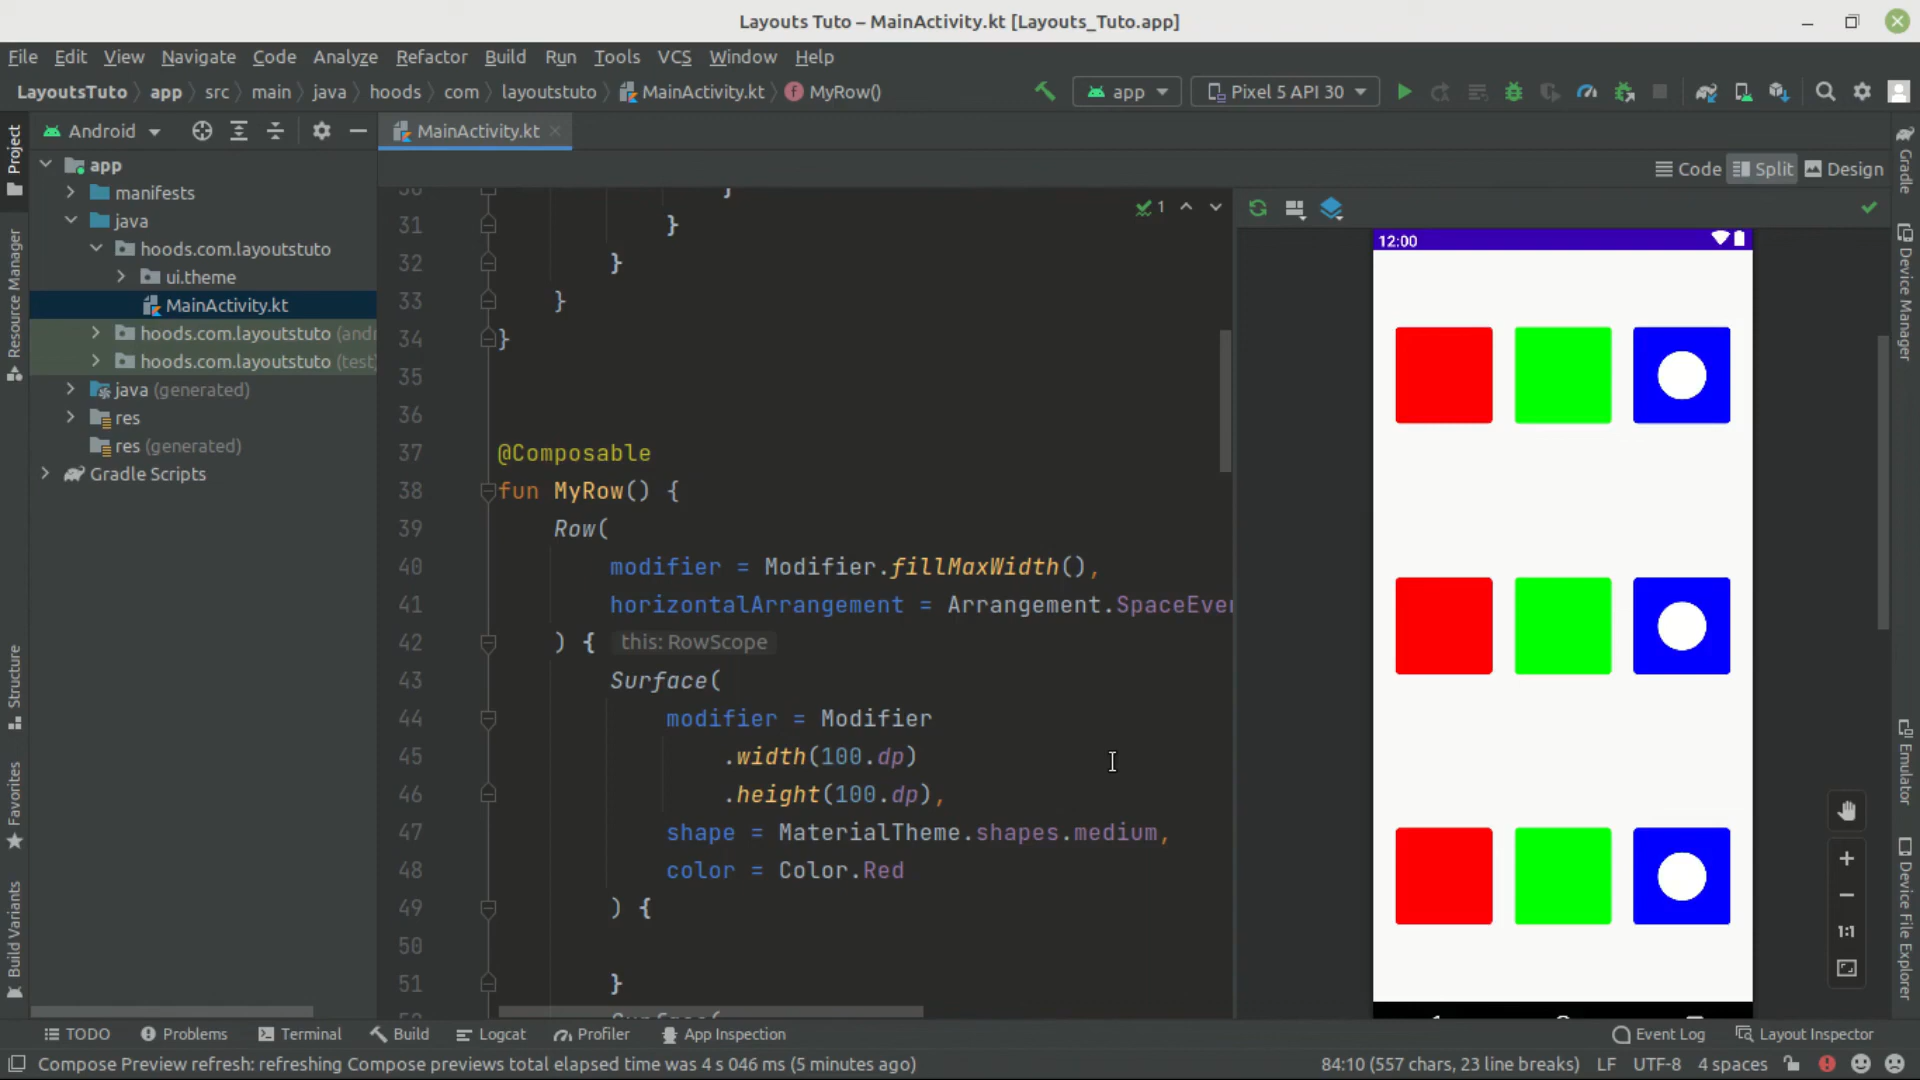 Layouts Tuto – MainActivity.kt [Layouts_Tuto.app]
File Edit View Navigate Code Analyze Refactor Build Run Tools VCS Window Help
LayoutsTuto app src main java hoods com layoutstuto MainActivity.kt MyRow() app Pixel 5 API 30
Android MainActivity.kt
Code Split Design
Project
Resource Manager
Structure
Favorites
Build Variants
app
manifests
java
hoods.com.layoutstuto
ui.theme
MainActivity.kt
hoods.com.layoutstuto (andr
hoods.com.layoutstuto (test)
java (generated)
res
res (generated)
Gradle Scripts
1
31 }
32 }
33 }
34 }
35
36
37 @Composable
38 fun MyRow() {
39 Row(
40 modifier = Modifier.fillMaxWidth(),
41 horizontalArrangement = Arrangement.SpaceEven
42 ) { this: RowScope
43 Surface(
44 modifier = Modifier
45 .width(100.dp)
46 .height(100.dp),
47 shape = MaterialTheme.shapes.medium,
48 color = Color.Red
49 ) {
50
51 }
12:00
1:1
Gradle
Device Manager
Emulator
Device File Explorer
TODO Problems Terminal Build Logcat Profiler App Inspection Event Log Layout Inspector
Compose Preview refresh: refreshing Compose previews total elapsed time was 4 s 046 ms (5 minutes ago) 84:10 (557 chars, 23 line breaks) LF UTF-8 4 spaces